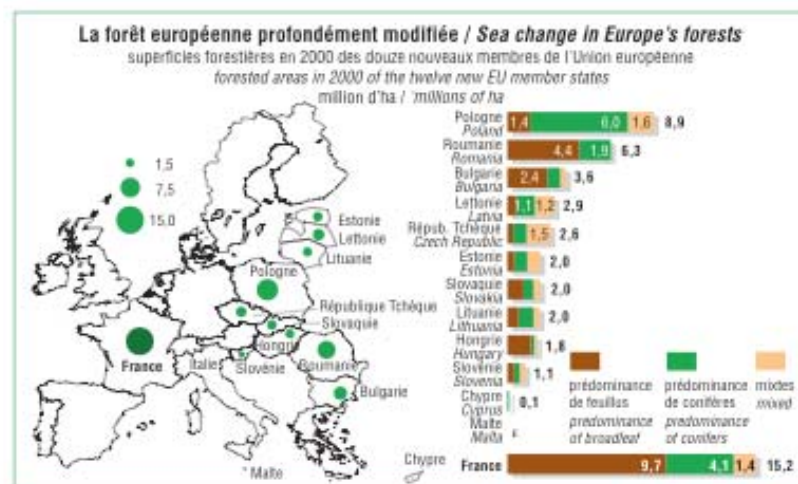 La forêt européenne profondément modifiée / Sea change in Europe's forests
superficies forestières en 2000 des douze nouveaux membres de l'Union européenne
forested areas in 2000 of the twelve new EU member states
million d'ha / millions of ha
1,5
7,5
15,0
Estonie
Lettonie
Lituanie
Pologne
République Tchèque
Slovaquie
Hongrie
France
Italie
Slovénie
Roumanie
Bulgarie
Malte
Chypre
Pologne
Poland
1,4 6,0 1,6 8,9
Roumanie
Romania
4,4 1,9 6,3
Bulgarie
Bulgaria
2,4 3,6
Lettonie
Latvia
1,1 1,2 2,9
Répub. Tchèque
Czech Republic
1,5 2,6
Estonie
Estonia
2,0
Slovaquie
Slovakia
2,0
Lituanie
Lithuania
2,0
Hongrie
Hungary
1,8
Slovénie
Slovenia
1,1
Chypre
Cyprus
0,1
Malte
Malta
ε
prédominance
de feuillus
predominance
of broadleaf
prédominance
de conifères
predominance
of conifers
mixtes
mixed
France 9,7 4,1 1,4 15,2